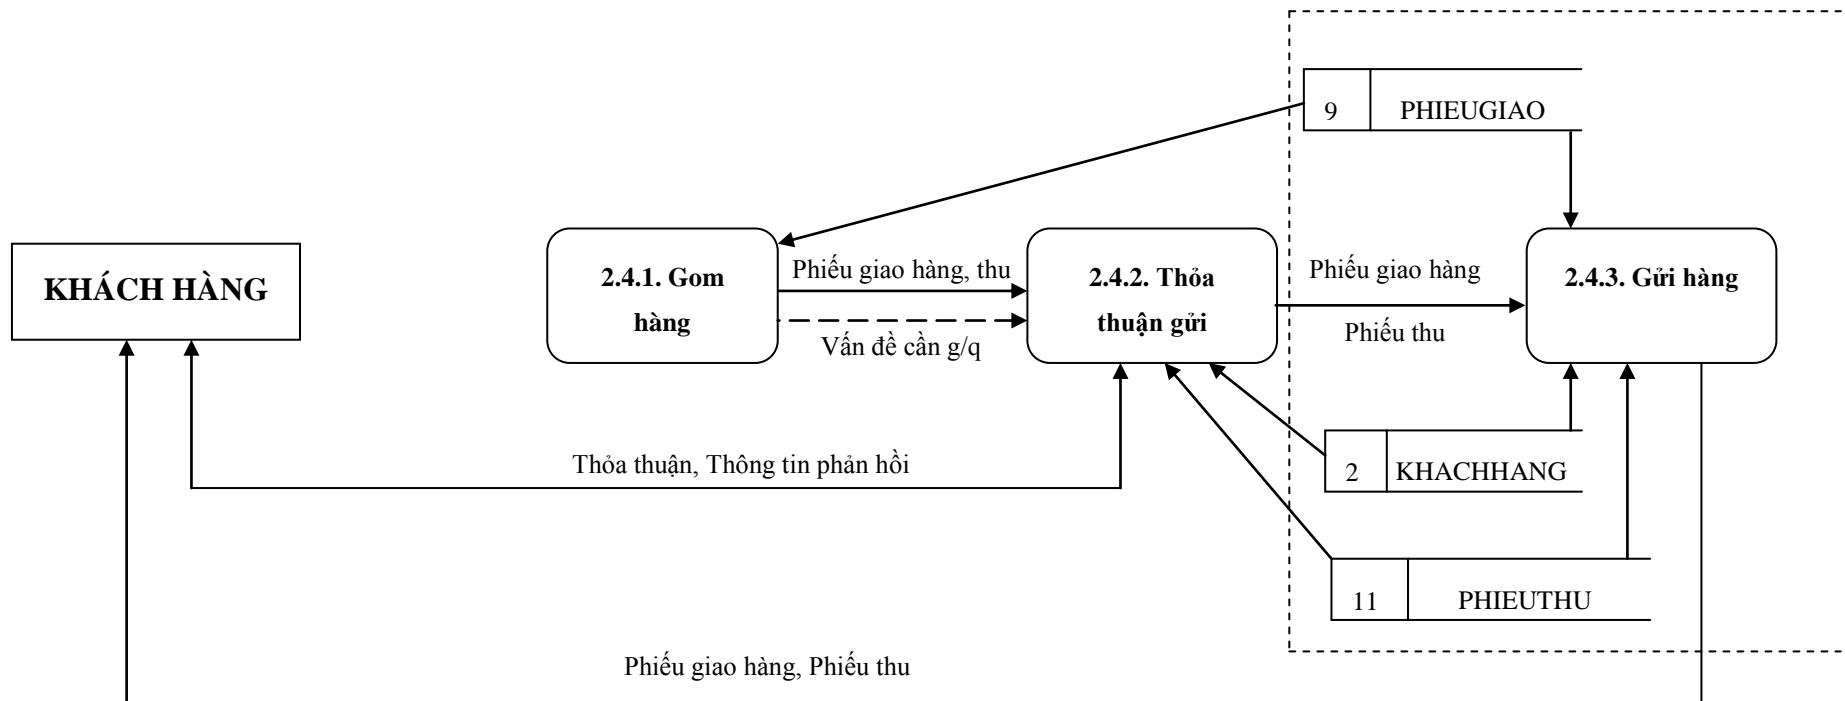 9 PHIEUGIAO
KHÁCH HÀNG
2.4.1. Gom
hàng
Phiếu giao hàng, thu
Vấn đề cần g/q
2.4.2. Thỏa
thuận gửi
Phiếu giao hàng
Phiếu thu
2.4.3. Gửi hàng
Thỏa thuận, Thông tin phản hồi
2 KHACHHANG
11 PHIEUTHU
Phiếu giao hàng, Phiếu thu